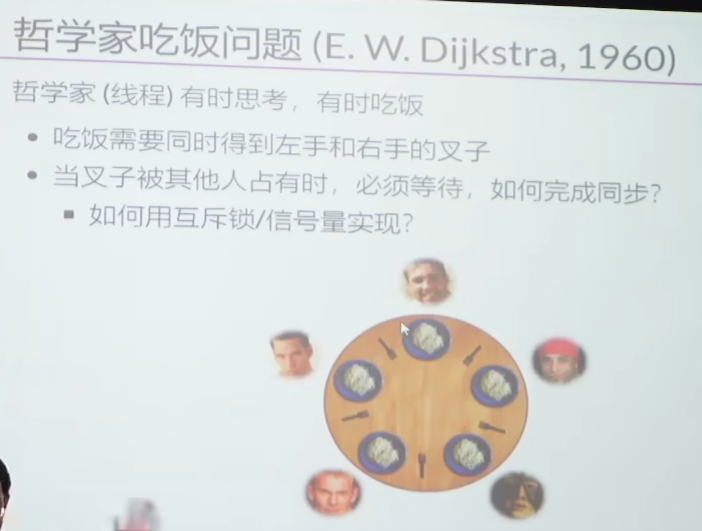 哲学家吃饭问题 (E. W. Dijkstra, 1960)
哲学家 (线程) 有时思考，有时吃饭
• 吃饭需要同时得到左手和右手的叉子
• 当叉子被其他人占有时，必须等待，如何完成同步？
▪ 如何用互斥锁/信号量实现？